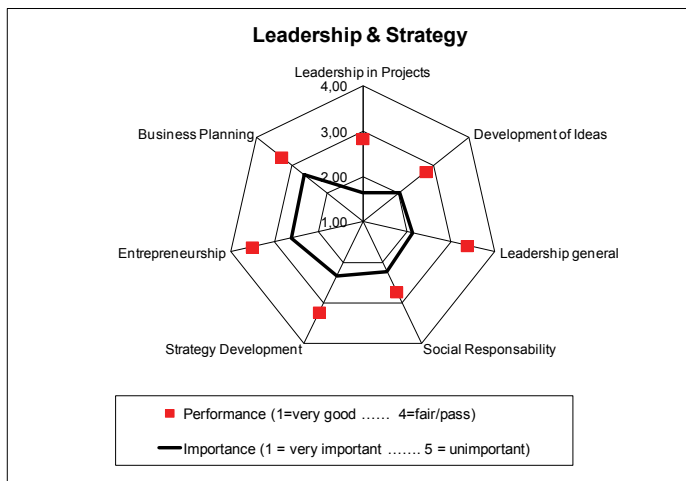 Leadership & Strategy
Leadership in Projects
4,00
3,00
2,00
1,00
Business Planning
Development of Ideas
Entrepreneurship
Leadership general
Strategy Development
Social Responsability
Performance (1=very good ...... 4=fair/pass)
Importance (1 = very important ....... 5 = unimportant)